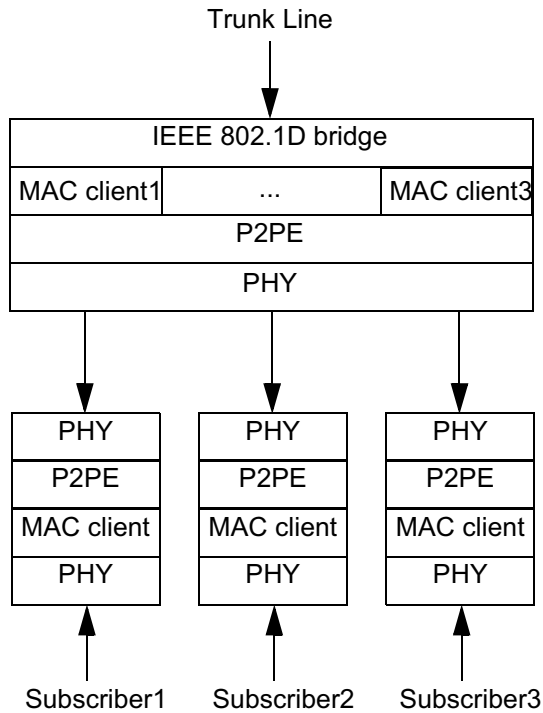 Trunk Line
IEEE 802.1D bridge
MAC client1 ... MAC client3
P2PE
PHY
PHY PHY PHY
P2PE P2PE P2PE
MAC client MAC client MAC client
PHY PHY PHY
Subscriber1 Subscriber2 Subscriber3